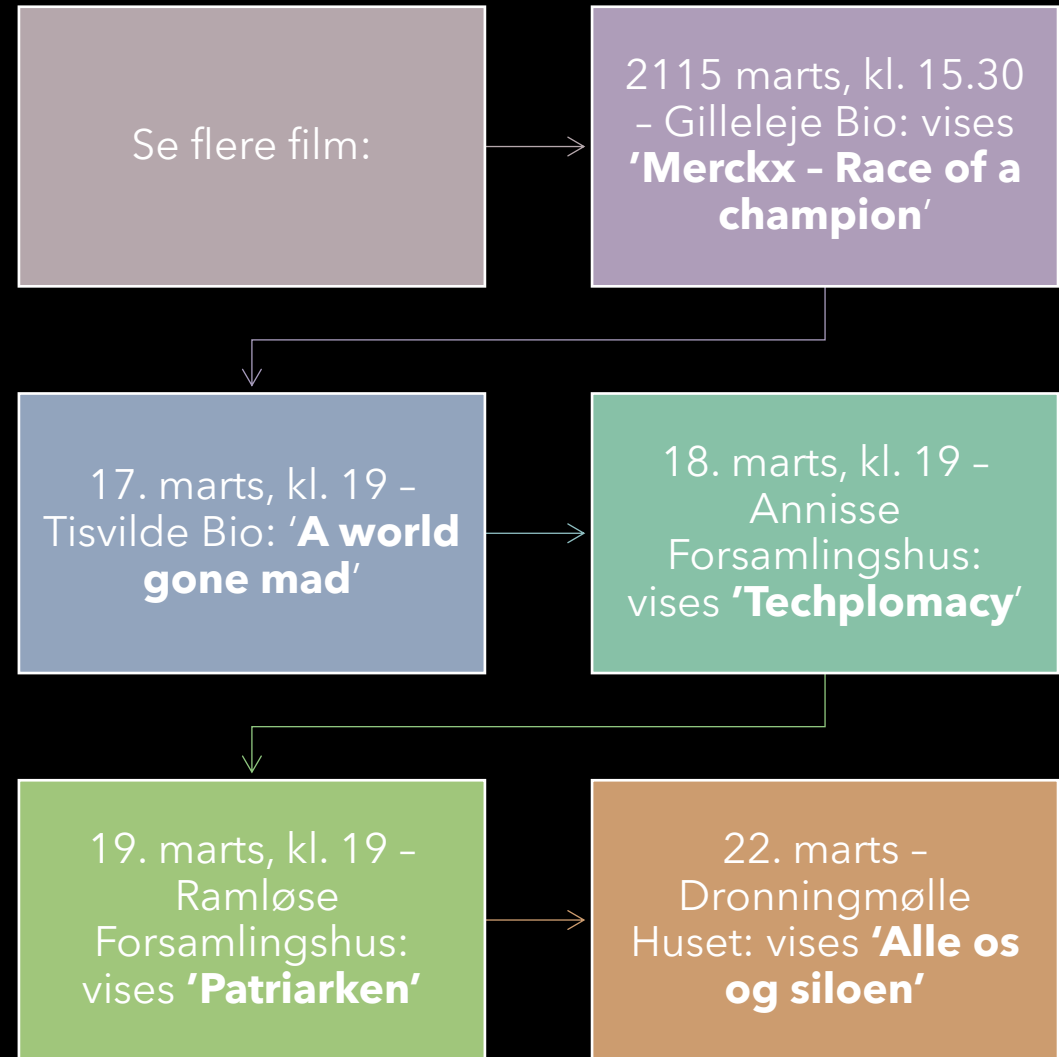 Se flere film:
2115 marts, kl. 15.30
– Gilleleje Bio: vises
’Merckx – Race of a
champion’
17. marts, kl. 19 –
Tisvilde Bio: ‘A world
gone mad’
18. marts, kl. 19 –
Annisse
Forsamlingshus:
vises ’Techplomacy’
19. marts, kl. 19 –
Ramløse
Forsamlingshus:
vises ’Patriarken’
22. marts –
Dronningmølle
Huset: vises ‘Alle os
og siloen’